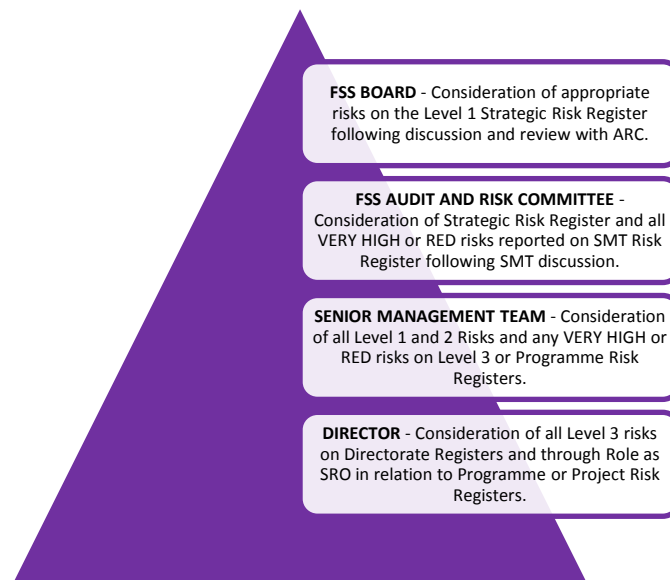 FSS BOARD - Consideration of appropriate
risks on the Level 1 Strategic Risk Register
following discussion and review with ARC.
FSS AUDIT AND RISK COMMITTEE -
Consideration of Strategic Risk Register and all
VERY HIGH or RED risks reported on SMT Risk
Register following SMT discussion.
SENIOR MANAGEMENT TEAM - Consideration
of all Level 1 and 2 Risks and any VERY HIGH or
RED risks on Level 3 or Programme Risk
Registers.
DIRECTOR - Consideration of all Level 3 risks
on Directorate Registers and through Role as
SRO in relation to Programme or Project Risk
Registers.